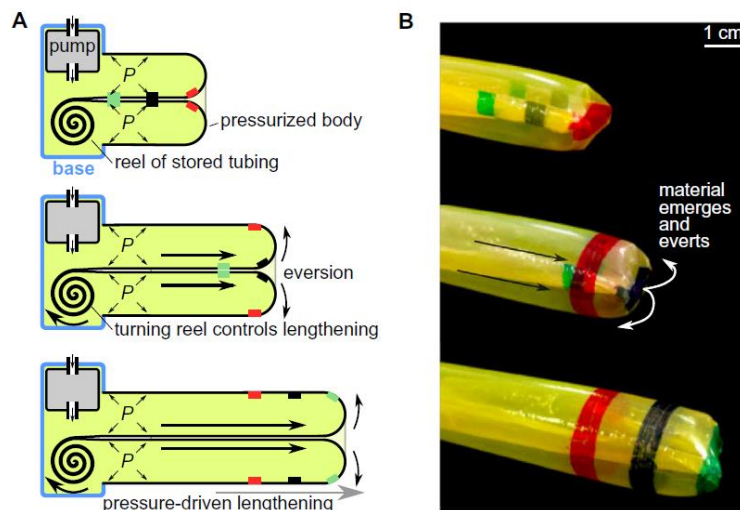 A
pump
P
P
pressurized body
reel of stored tubing
base
P
eversion
P
turning reel controls lengthening
P
P
pressure-driven lengthening
B
1 cm
material
emerges
and
everts